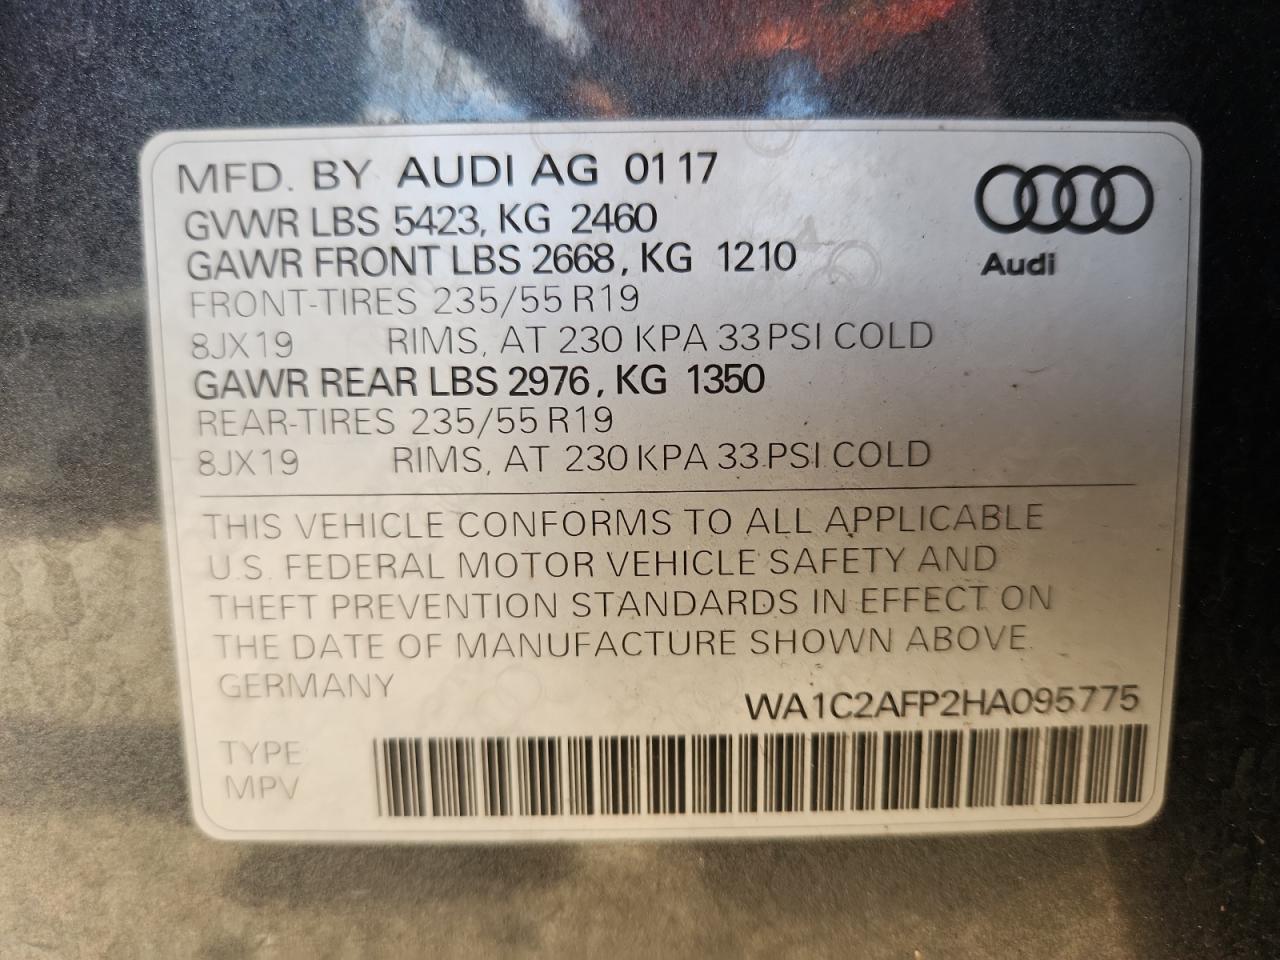 MFD. BY AUDI AG 01 17
GVWR LBS 5423, KG 2460
GAWR FRONT LBS 2668, KG 1210
FRONT-TIRES 235/55 R19
8JX19 RIMS, AT 230 KPA 33 PSI COLD
GAWR REAR LBS 2976, KG 1350
REAR-TIRES 235/55 R19
8JX19 RIMS, AT 230 KPA 33 PSI COLD
Audi
THIS VEHICLE CONFORMS TO ALL APPLICABLE
U.S. FEDERAL MOTOR VEHICLE SAFETY AND
THEFT PREVENTION STANDARDS IN EFFECT ON
THE DATE OF MANUFACTURE SHOWN ABOVE.
GERMANY
WA1C2AFP2HA095775
TYPE
MPV